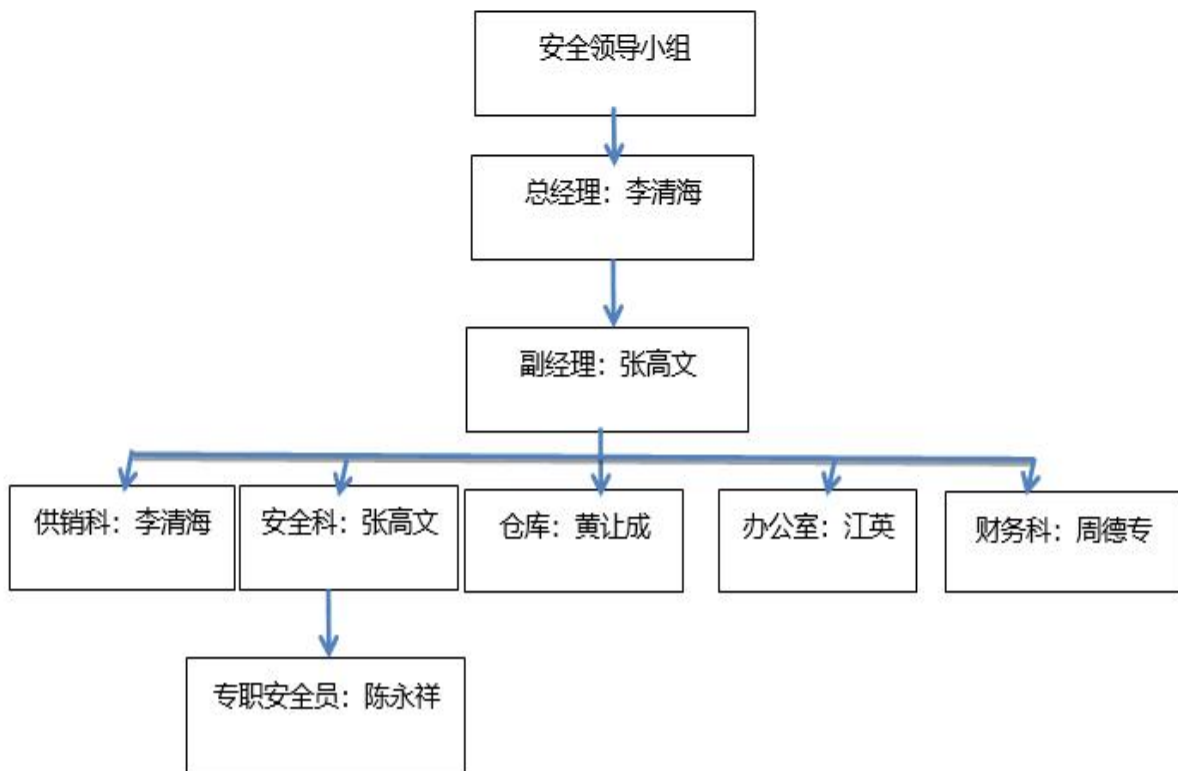 安全领导小组
总经理：李清海
副经理：张高文
供销科：李清海
安全科：张高文
仓库：黄让成
办公室：江英
财务科：周德专
专职安全员：陈永祥